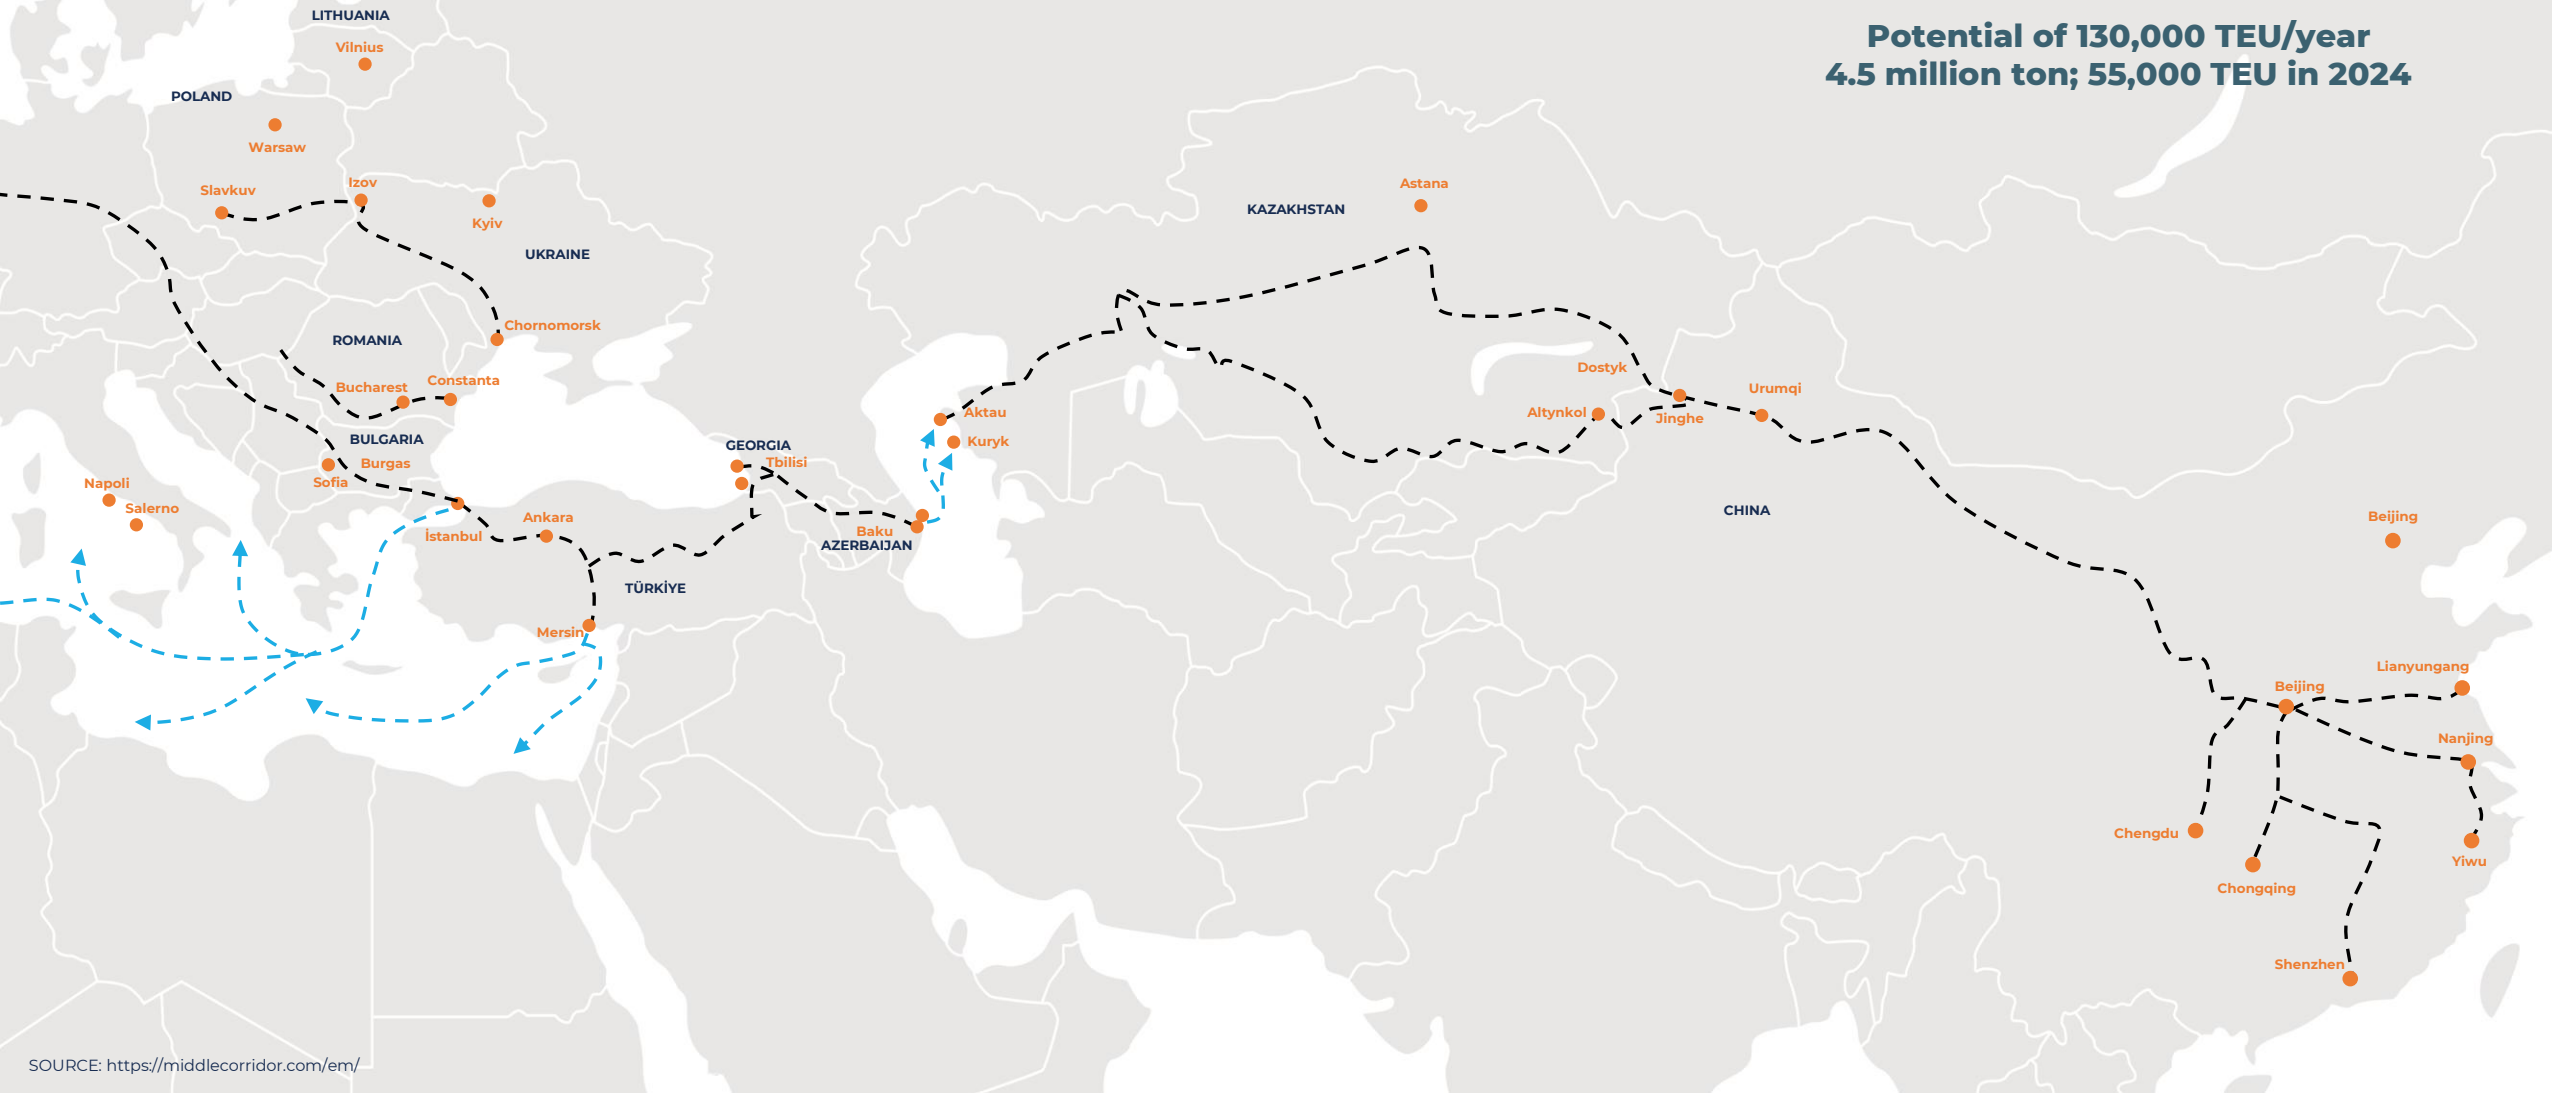 Potential of 130,000 TEU/year
4.5 million ton; 55,000 TEU in 2024
LITHUANIA
Vilnius
POLAND
Warsaw
Slavkuv
Izov
Kyiv
UKRAINE
Chornomorsk
ROMANIA
Bucharest
Constanta
BULGARIA
Burgas
Sofia
Napoli
Salerno
İstanbul
Ankara
TÜRKİYE
Mersin
GEORGIA
Tbilisi
Baku
AZERBAIJAN
Aktau
Kuryk
KAZAKHSTAN
Astana
Dostyk
Altynkol
Jinghe
Urumqi
CHINA
Beijing
Lianyungang
Beijing
Nanjing
Chengdu
Yiwu
Chongqing
Shenzhen
SOURCE: https://middlecorridor.com/em/